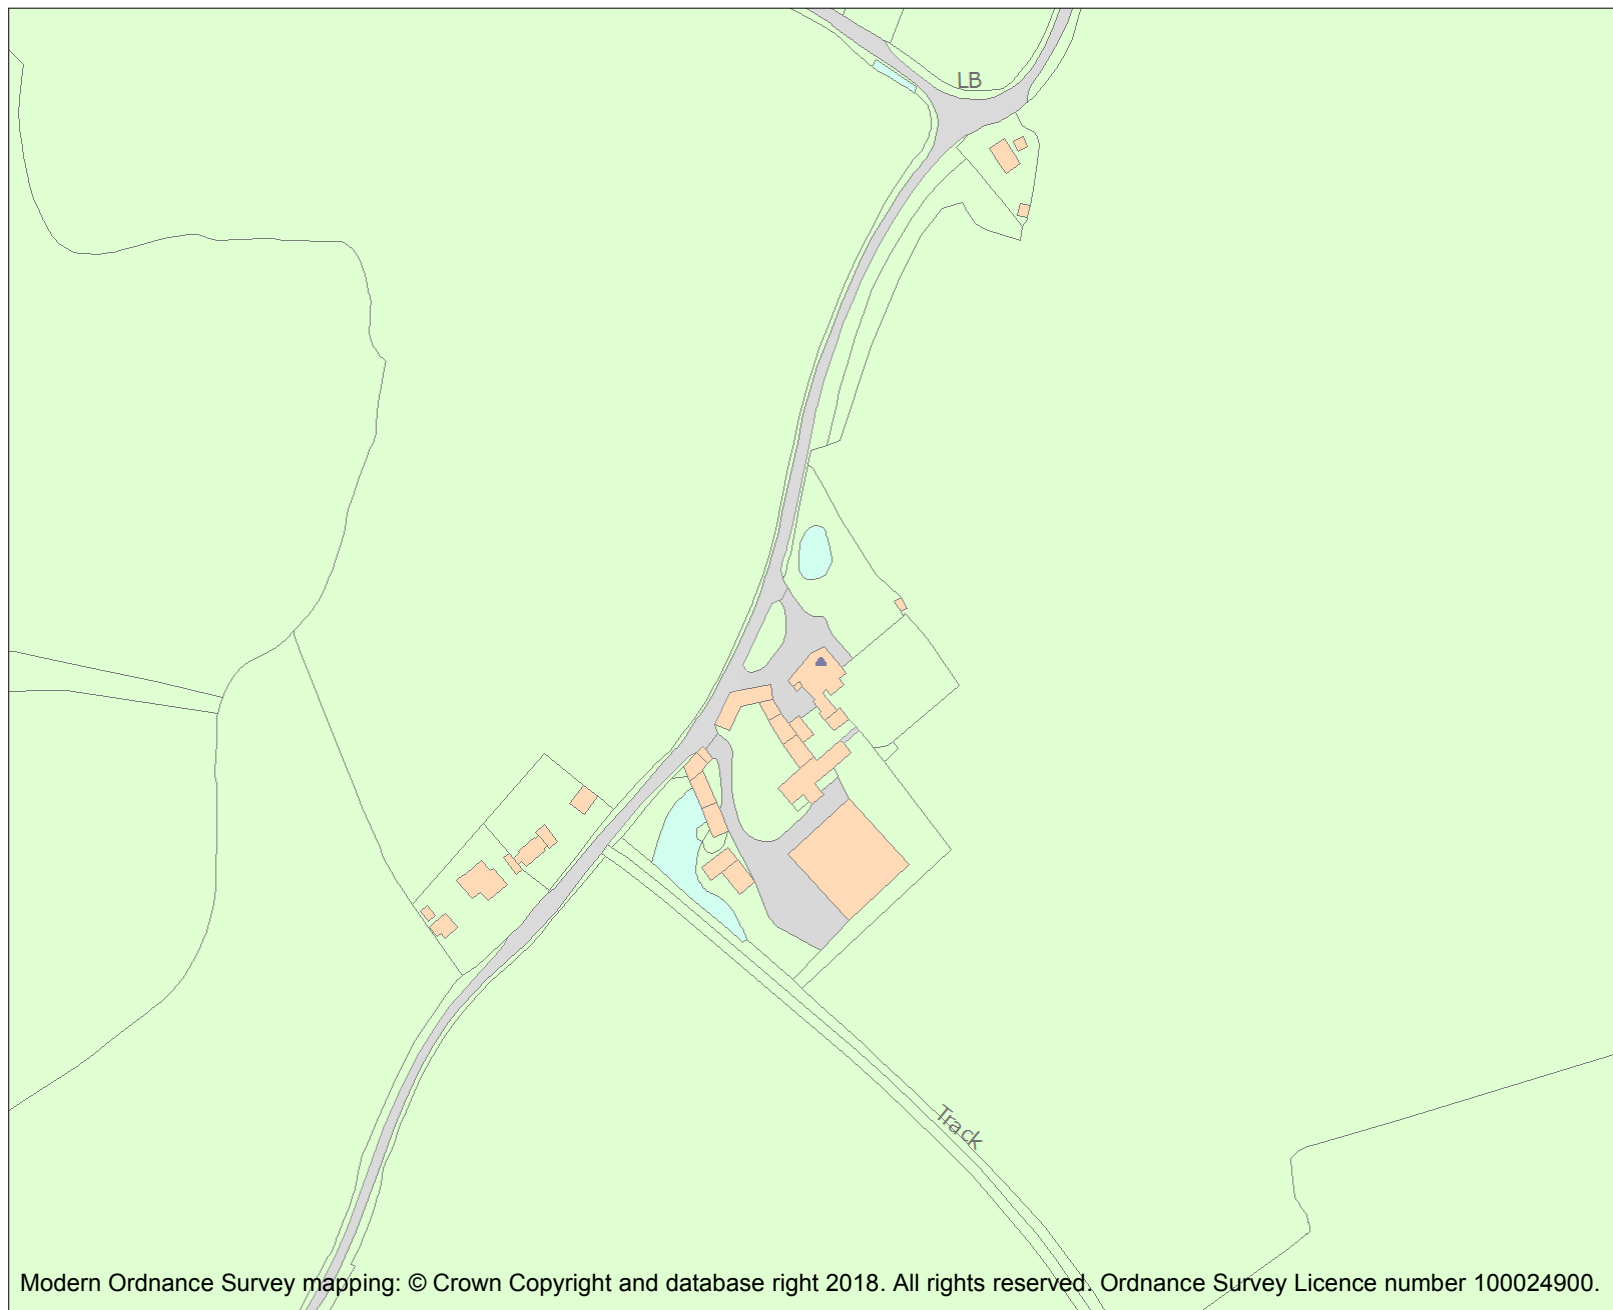 LB
Track
Modern Ordnance Survey mapping: © Crown Copyright and database right 2018. All rights reserved. Ordnance Survey Licence number 100024900.